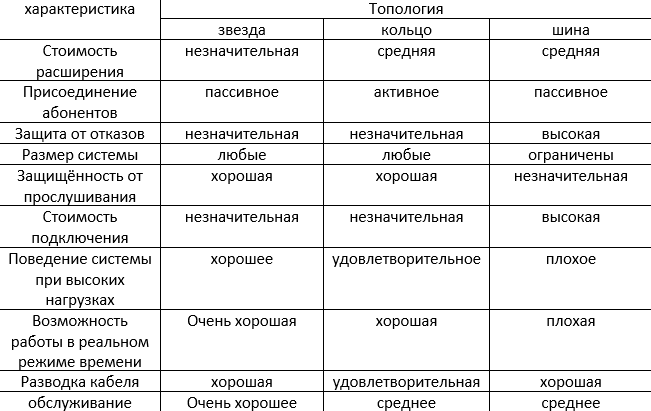 характеристика Топология
звезда кольцо шина
Стоимость незначительная средняя средняя
расширения
Присоединение пассивное активное пассивное
абонентов
Защита от отказов незначительная незначительная высокая
Размер системы любые любые ограничены
Защищённость от хорошая хорошая незначительная
прослушивания
Стоимость незначительная незначительная высокая
подключения
Поведение системы хорошее удовлетворительное плохое
при высоких
нагрузках
Возможность Очень хорошая хорошая плохая
работы в реальном
режиме времени
Разводка кабеля хорошая удовлетворительная хорошая
обслуживание Очень хорошее среднее среднее